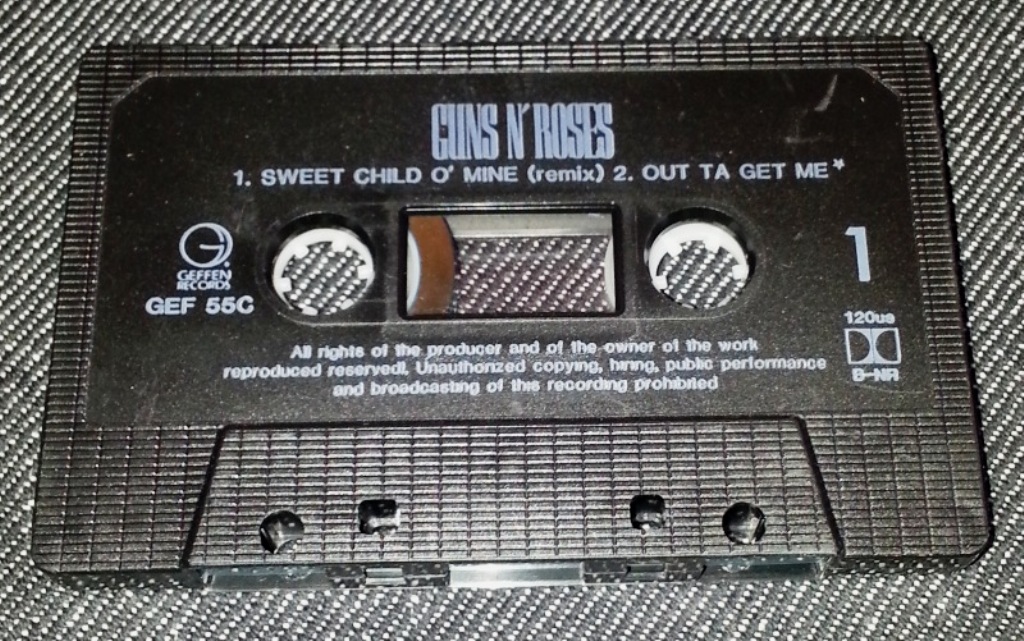 GUNS N' ROSES
1. SWEET CHILD O' MINE (remix) 2. OUT TA GET ME*
1
GEFFEN
RECORDS
GEF 55C
120us
B-NR
All rights of the producer and of the owner of the work
reproduced reserved. Unauthorized copying, hiring, public performance
and broadcasting of this recording prohibited